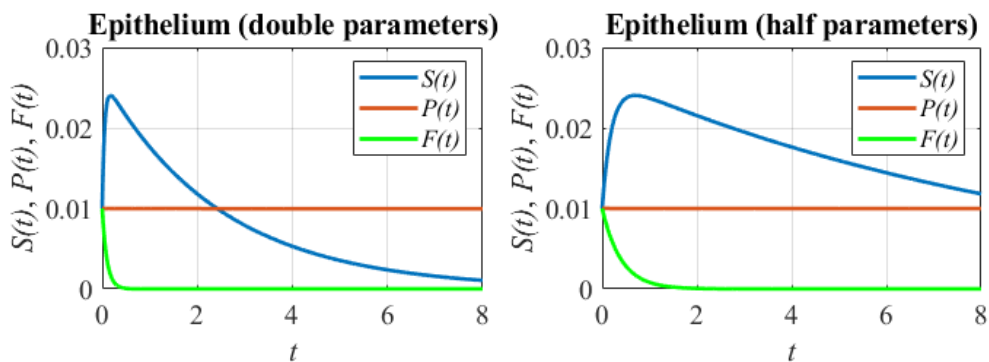 Epithelium (double parameters)
S(t), P(t), F(t)
0.03
0.02
0.01
0
S(t)
P(t)
F(t)
0 2 4 6 8
t
Epithelium (half parameters)
S(t), P(t), F(t)
0.03
0.02
0.01
0
S(t)
P(t)
F(t)
0 2 4 6 8
t